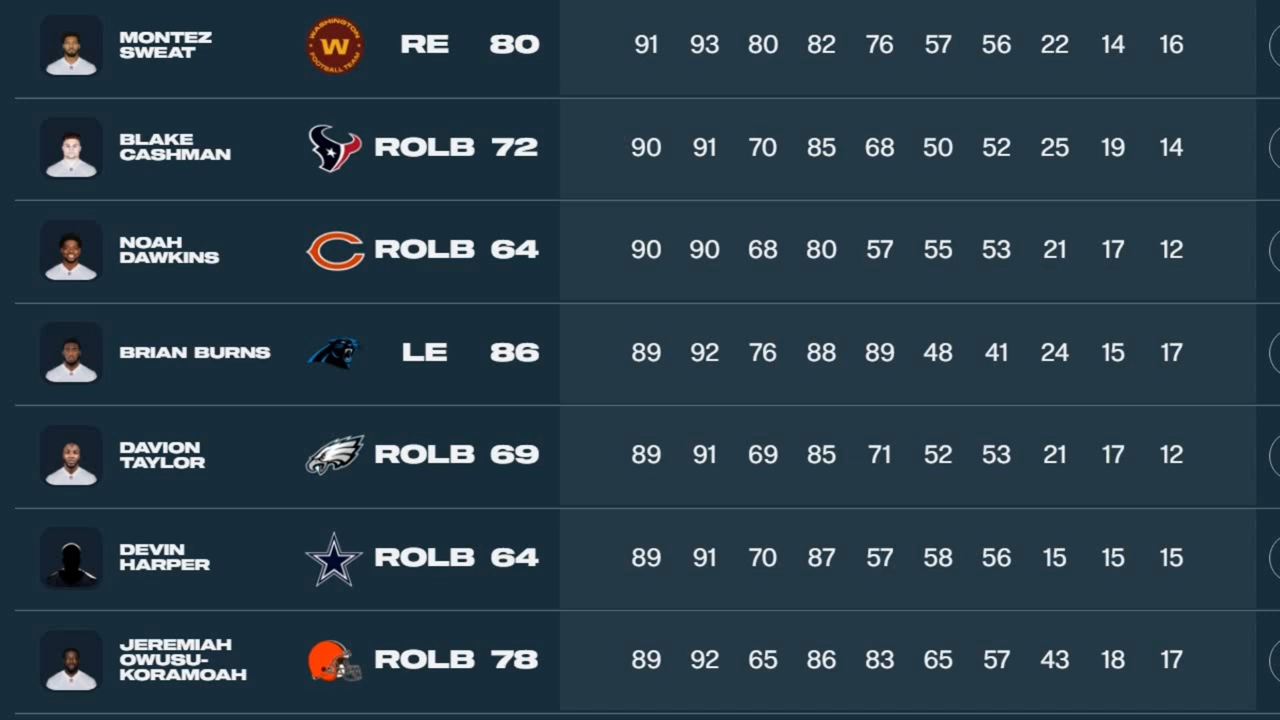 MONTEZ
SWEAT
WASHINGTON
W
FOOTBALL TEAM
RE 80 91 93 80 82 76 57 56 22 14 16
BLAKE
CASHMAN
ROLB 72 90 91 70 85 68 50 52 25 19 14
NOAH
DAWKINS
ROLB 64 90 90 68 80 57 55 53 21 17 12
BRIAN BURNS LE 86 89 92 76 88 89 48 41 24 15 17
DAVION
TAYLOR
ROLB 69 89 91 69 85 71 52 53 21 17 12
DEVIN
HARPER
ROLB 64 89 91 70 87 57 58 56 15 15 15
JEREMIAH
OWUSU-
KORAMOAH
ROLB 78 89 92 65 86 83 65 57 43 18 17